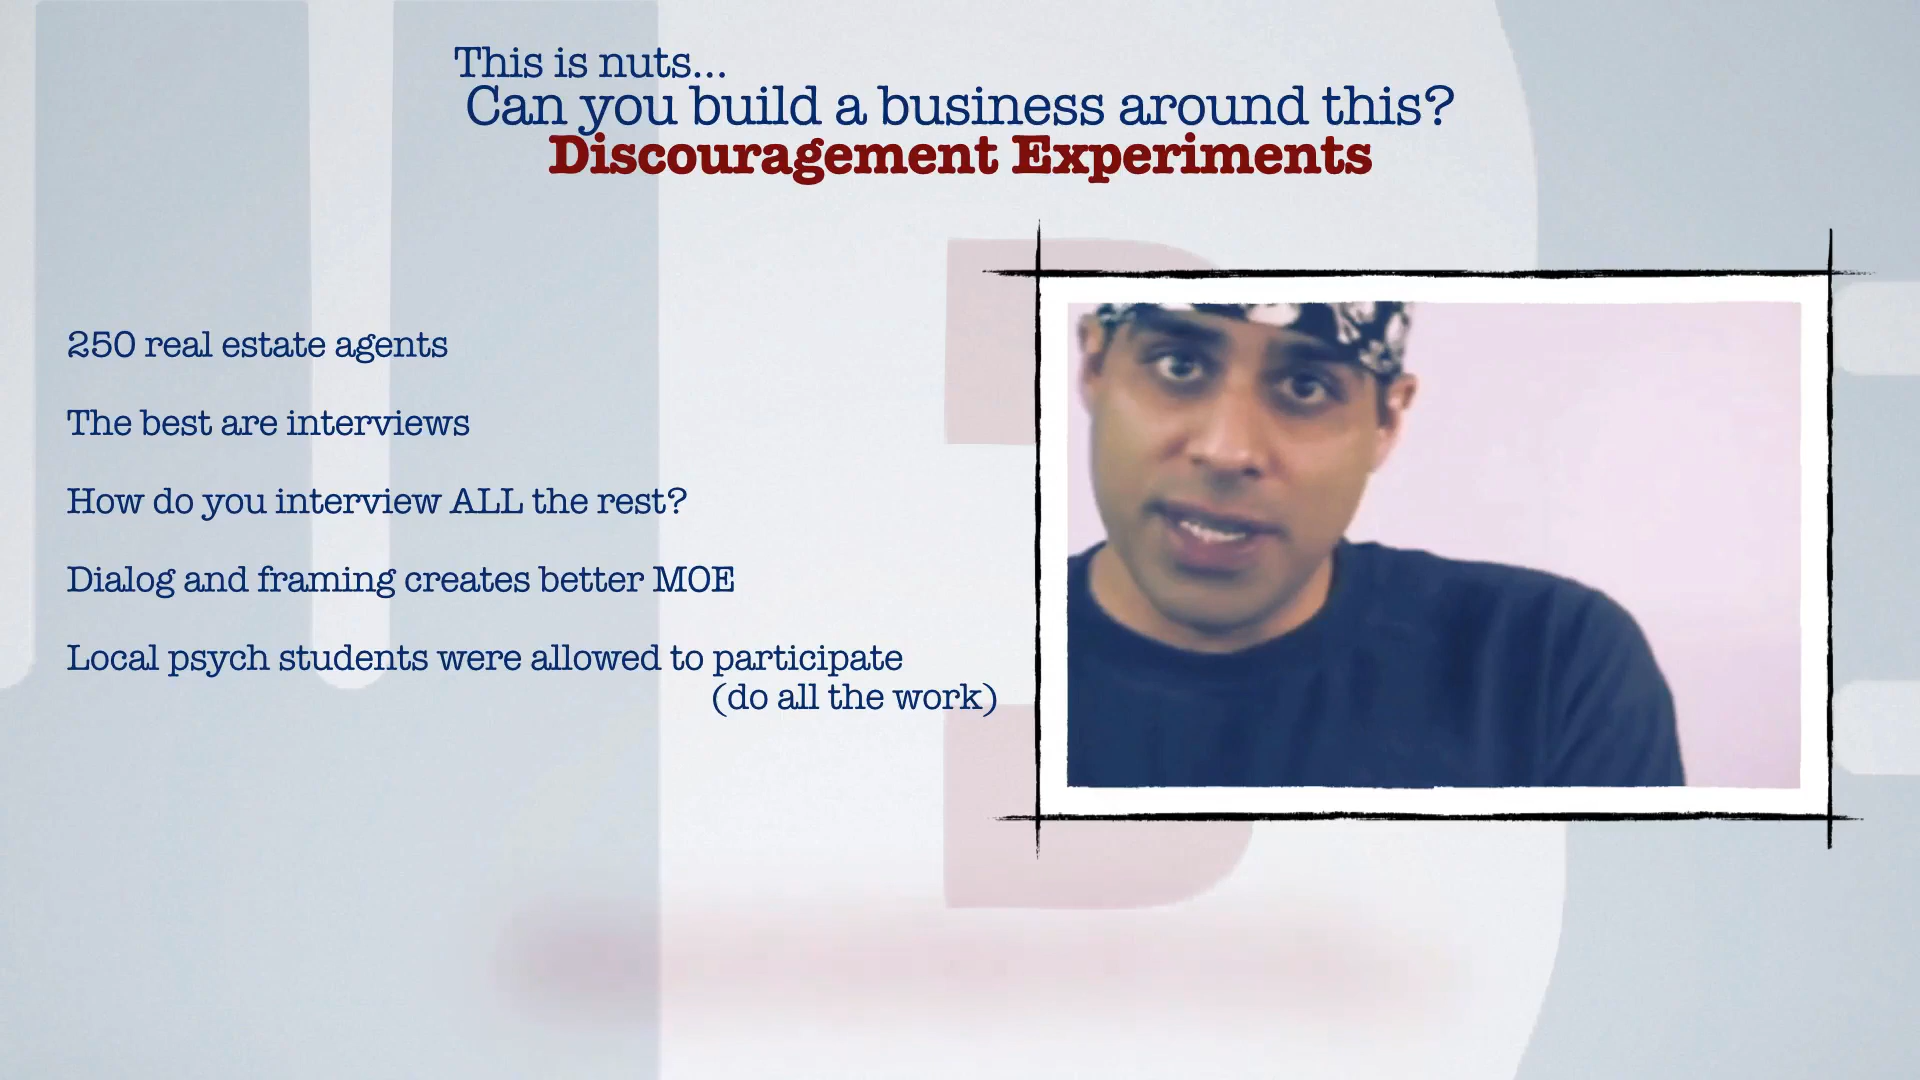 This is nuts...
Can you build a business around this?
Discouragement Experiments
250 real estate agents
The best are interviews
How do you interview ALL the rest?
Dialog and framing creates better MOE
Local psych students were allowed to participate
(do all the work)